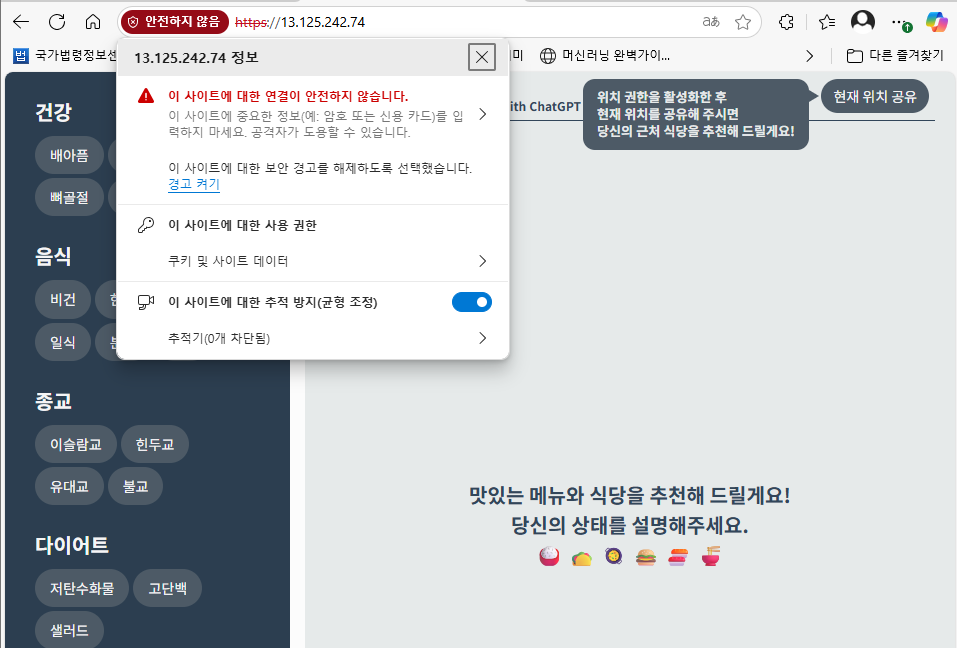 안전하지 않음 https://13.125.242.74
국가법령정보센
머신러닝 완벽가이...
다른 즐겨찾기
13.125.242.74 정보
이 사이트에 대한 연결이 안전하지 않습니다.
이 사이트에 중요한 정보(예: 암호 또는 신용 카드)를 입
력하지 마세요. 공격자가 도용할 수 있습니다.
이 사이트에 대한 보안 경고를 해제하도록 선택했습니다.
경고 켜기
이 사이트에 대한 사용 권한
쿠키 및 사이트 데이터
이 사이트에 대한 추적 방지(균형 조정)
추적기(0개 차단됨)
건강
배아픔
뼈골절
음식
비건
일식
종교
이슬람교 힌두교
유대교 불교
다이어트
저탄수화물 고단백
샐러드
ith ChatGPT
위치 권한을 활성화한 후
현재 위치를 공유해 주시면
당신의 근처 식당을 추천해 드릴게요!
현재 위치 공유
맛있는 메뉴와 식당을 추천해 드릴게요!
당신의 상태를 설명해주세요.